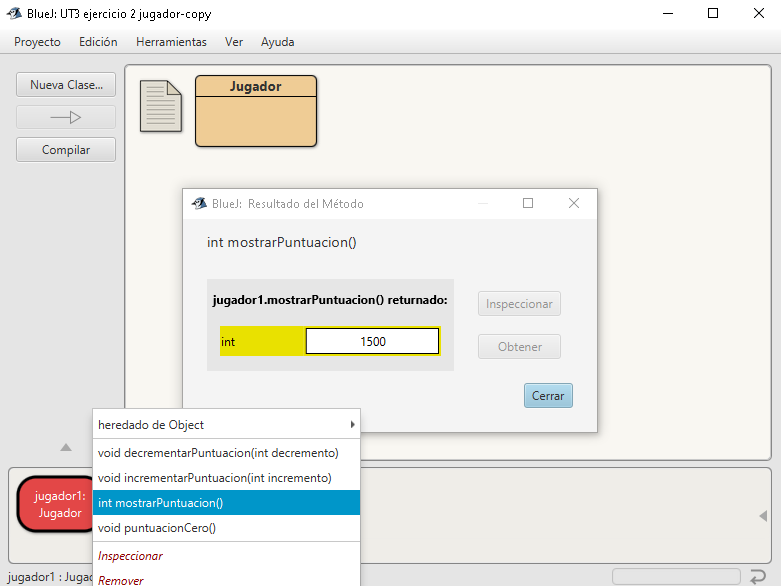 BlueJ: UT3 ejercicio 2 jugador-copy
Proyecto Edición Herramientas Ver Ayuda
Nueva Clase...
Compilar
Jugador
BlueJ: Resultado del Método
int mostrarPuntuacion()
jugador1.mostrarPuntuacion() returnado:
int 1500
Inspeccionar
Obtener
Cerrar
heredado de Object
void decrementarPuntuacion(int decremento)
void incrementarPuntuacion(int incremento)
int mostrarPuntuacion()
void puntuacionCero()
Inspeccionar
Remover
jugador1:
Jugador
jugador1 : Jugad